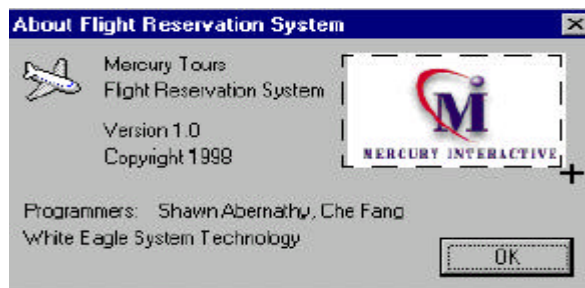 About Flight Reservation System
Mercury Tours
Flight Reservation System
Version 1.0
Copyright 1998
M
MERCURY INTERACTIVE
Programmers: Shawn Abernathy, Che Fang
White Eagle System Technology
OK